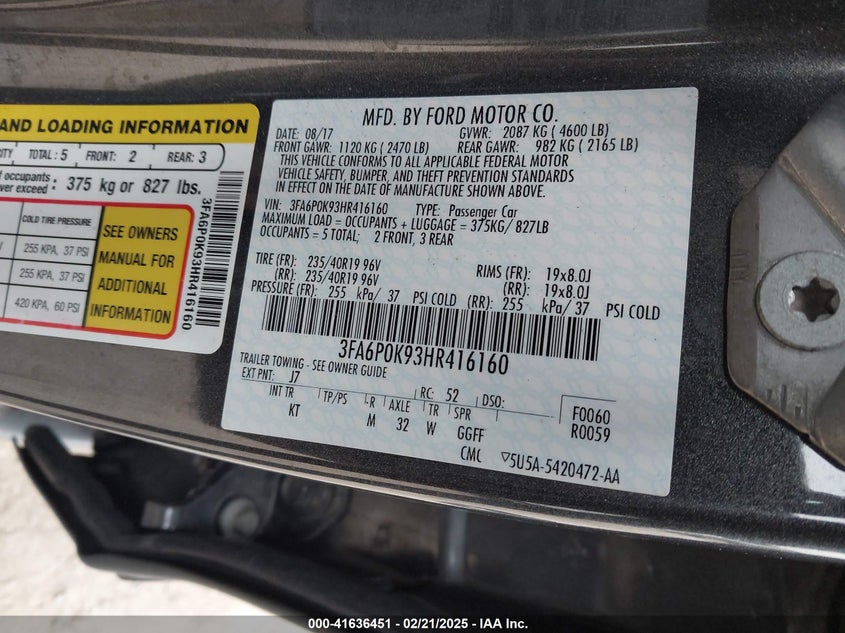 AND LOADING INFORMATION
TOTAL : 5 FRONT: 2 REAR: 3
occupants
ver exceed : 375 kg or 827 lbs.
COLD TIRE PRESSURE
255 KPA, 37 PSI
255 KPA, 37 PSI
420 KPA, 60 PSI
SEE OWNERS
MANUAL FOR
ADDITIONAL
INFORMATION
3FA6P0K93HR416160
MFD. BY FORD MOTOR CO.
DATE: 08/17 GVWR: 2087 KG ( 4600 LB)
FRONT GAWR: 1120 KG ( 2470 LB) REAR GAWR: 982 KG ( 2165 LB)
THIS VEHICLE CONFORMS TO ALL APPLICABLE FEDERAL MOTOR
VEHICLE SAFETY, BUMPER, AND THEFT PREVENTION STANDARDS
IN EFFECT ON THE DATE OF MANUFACTURE SHOWN ABOVE.
VIN: 3FA6P0K93HR416160 TYPE: Passenger Car
MAXIMUM LOAD = OCCUPANTS + LUGGAGE = 375KG/ 827LB
OCCUPANTS = 5 TOTAL; 2 FRONT, 3 REAR
TIRE (FR): 235/40R19 96V RIMS (FR): 19x8.0J
(RR): 235/40R19 96V (RR): 19x8.0J
PRESSURE (FR): 255 kPa/ 37 PSI COLD (RR): 255 kPa/ 37 PSI COLD
3FA6P0K93HR416160
TRAILER TOWING - SEE OWNER GUIDE
EXT PNT: J7 RC: 52 DSO:
INT TR TP/PS R AXLE TR SPR F0060
KT M 32 W GGFF R0059
CMC 5U5A-5420472-AA
000-41636451 - 02/21/2025 - IAA Inc.